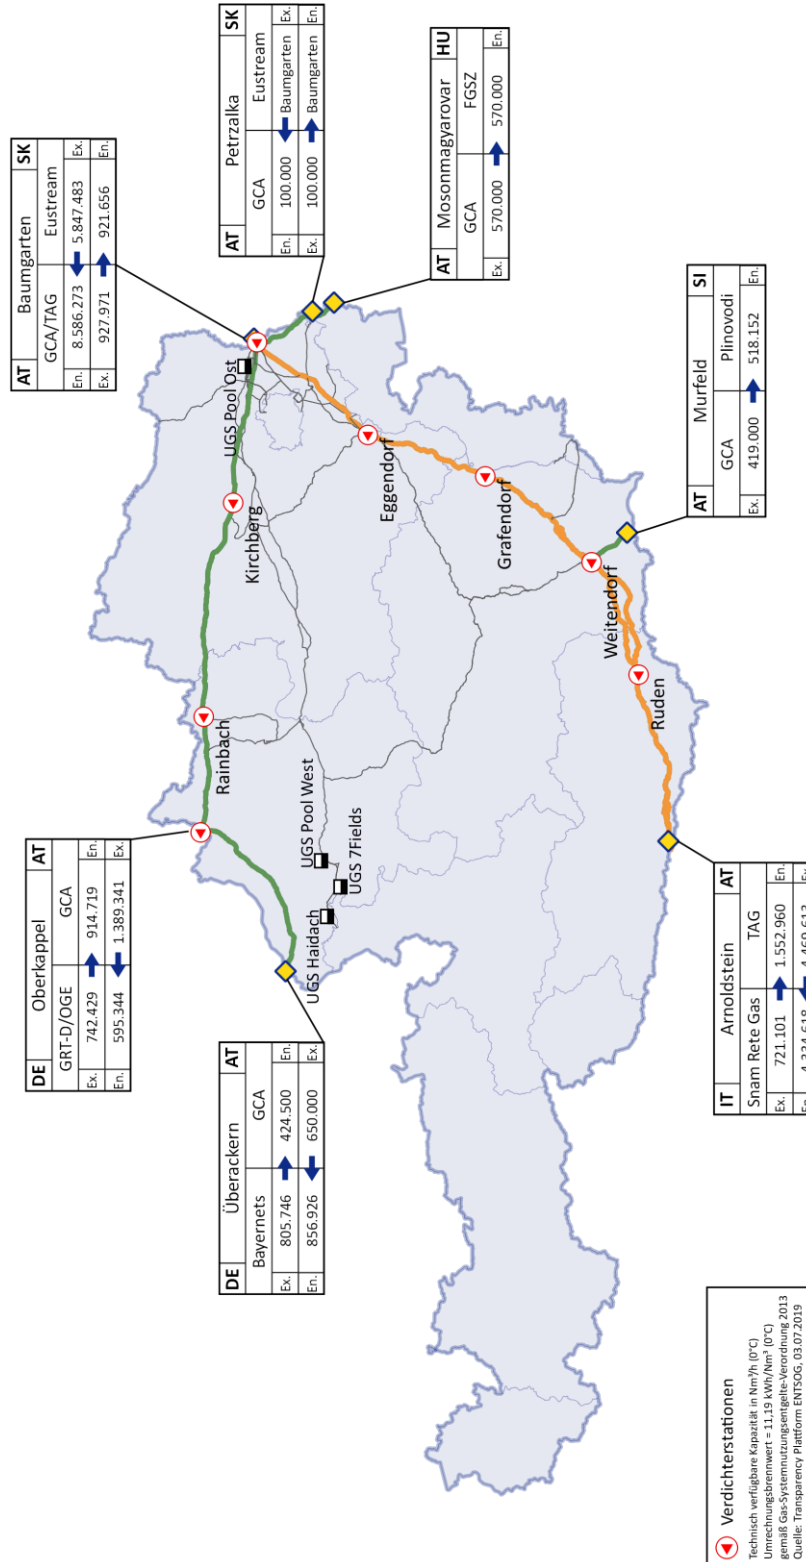 DE Oberkappel AT
GRT-D/OGE GCA
Ex. 742.429 914.719 En.
En. 595.344 1.389.341 Ex.
AT Baumgarten SK
GCA/TAG Eustream
En. 8.586.273 5.847.483 Ex.
Ex. 927.971 921.656 En.
DE Überackern AT
Bayernets GCA
Ex. 805.746 424.500 En.
En. 856.926 650.000 Ex.
AT Petrzalka SK
GCA Eustream
En. 100.000 Baumgarten Ex.
Ex. 100.000 Baumgarten En.
Rainbach
Kirchberg
UGS Pool Ost
UGS Haidach
UGS Pool West
UGS 7Fields
Eggendorf
AT Mosonmagyarovar HU
GCA FGSZ
Ex. 570.000 570.000 En.
Grafendorf
Weitendorf
Ruden
AT Murfeld SI
GCA Plinovodi
Ex. 419.000 518.152 En.
IT Arnoldstein AT
Snam Rete Gas TAG
Ex. 721.101 1.552.960 En.
Verdichterstationen
Technisch verfügbare Kapazität in Nm³/h (0°C)
Umrechnungsbrennwert = 11,19 kWh/Nm³ (0°C)
gemäß Gas-Systemnutzungsentgelte-Verordnung 2013
Quelle: Transparency Plattform ENTSOG, 03.07.2019